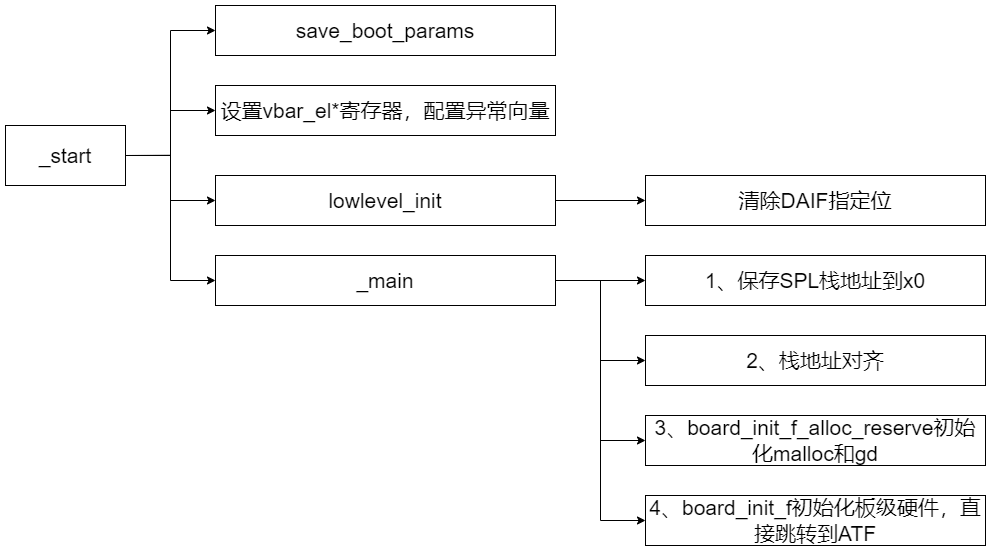 save_boot_params
设置vbar_el*寄存器，配置异常向量
_start
lowlevel_init
清除DAIF指定位
_main
1、保存SPL栈地址到x0
2、栈地址对齐
3、board_init_f_alloc_reserve初始
化malloc和gd
4、board_init_f初始化板级硬件，直
接跳转到ATF